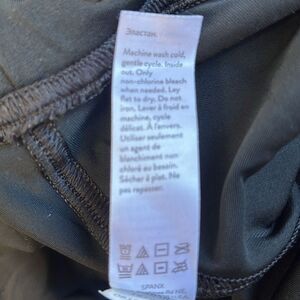 Эластан.
Machine wash cold,
gentle cycle. Inside
out. Only
non-chlorine bleach
when needed. Lay
flat to dry. Do not
iron. Laver à froid en
machine, cycle
délicat. À l'envers.
Utiliser seulement
un agent de
blanchiment non
chloré au besoin.
Sécher à plat. Ne
pas repasser.
SPANX